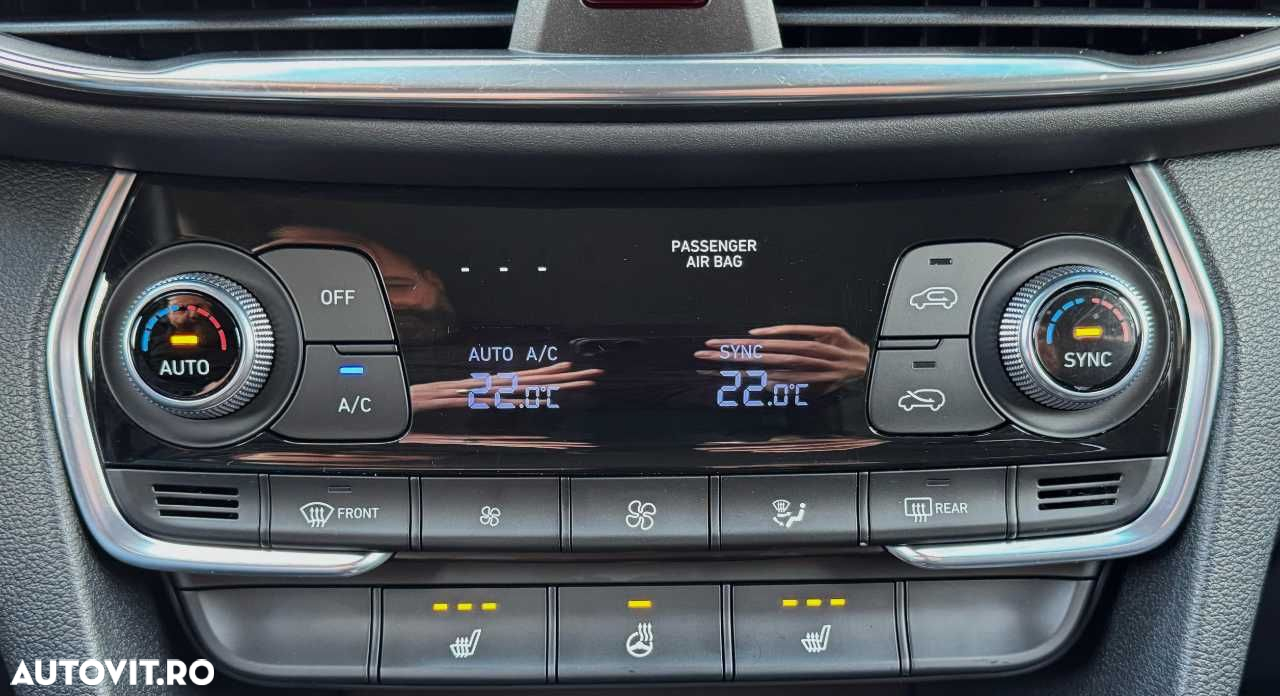 PASSENGER
AIR BAG
OFF
AUTO A/C
SYNC
AUTO
SYNC
22.0°C
22.0°C
A/C
FRONT
REAR
AUTOVIT.RO